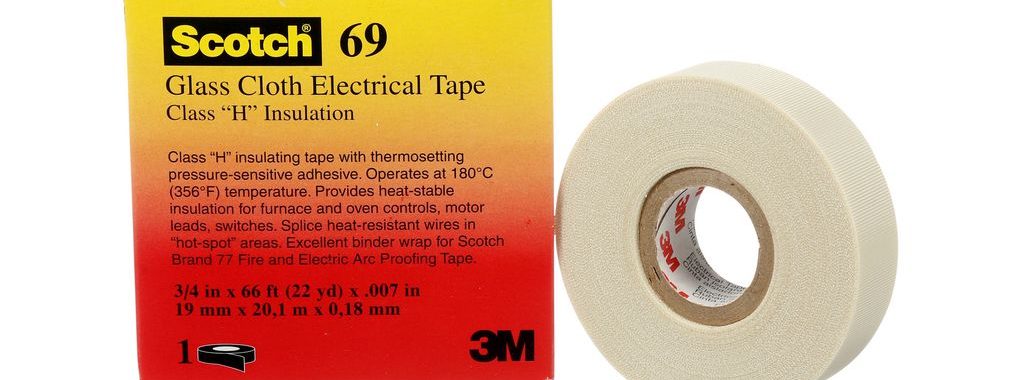 Scotch® 69
Glass Cloth Electrical Tape
Class “H” Insulation
Class “H” insulating tape with thermosetting
pressure-sensitive adhesive. Operates at 180°C
(356°F) temperature. Provides heat-stable
insulation for furnace and oven controls, motor
leads, switches. Splice heat-resistant wires in
“hot-spot” areas. Excellent binder wrap for Scotch
Brand 77 Fire and Electric Arc Proofing Tape.
3/4 in x 66 ft (22 yd) x .007 in
19 mm x 20,1 m x 0,18 mm
1
3M
3M
3M
Electrical